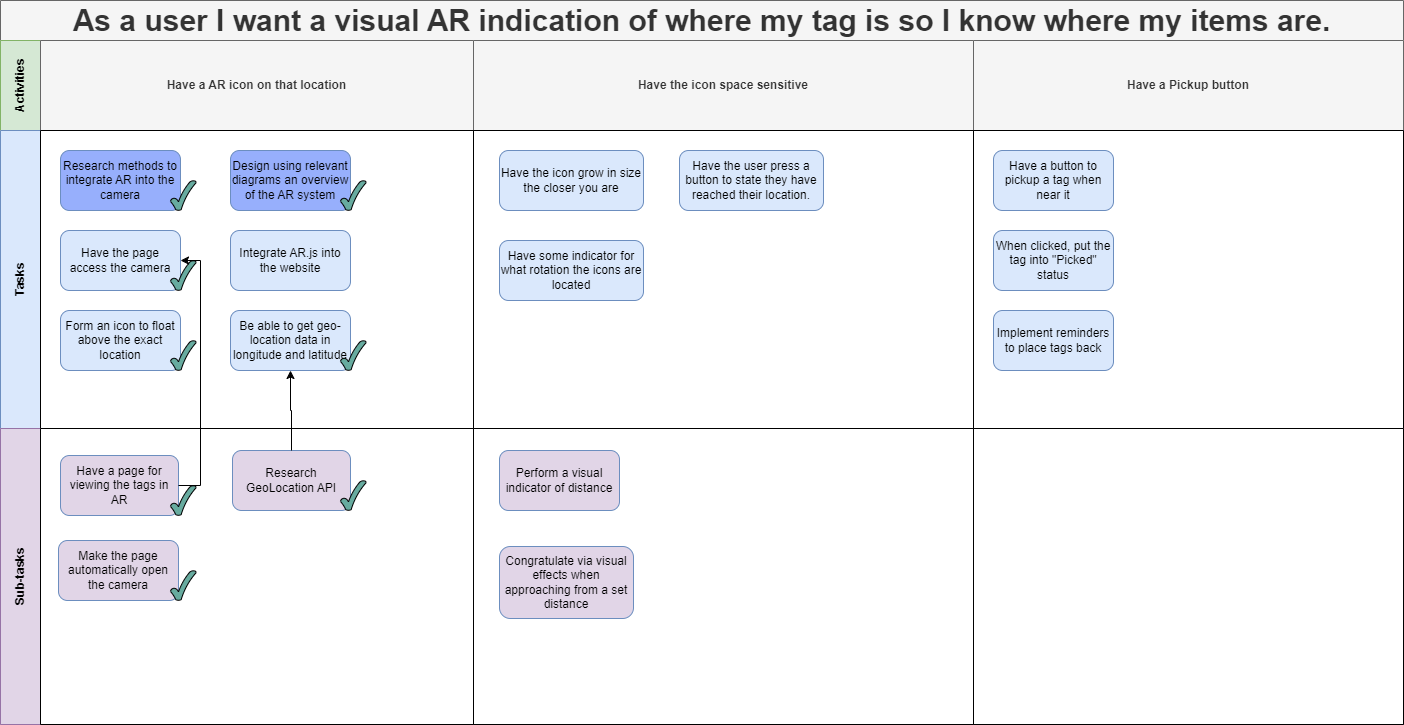 As a user I want a visual AR indication of where my tag is so I know where my items are.
Activities
Have a AR icon on that location
Have the icon space sensitive
Have a Pickup button
Tasks
Research methods to
integrate AR into the
camera
Design using relevant
diagrams an overview
of the AR system
Have the page
access the camera
Integrate AR.js into
the website
Form an icon to float
above the exact
location
Be able to get geo-
location data in
longitude and latitude
Have the icon grow in size
the closer you are
Have the user press a
button to state they have
reached their location.
Have some indicator for
what rotation the icons are
located
Have a button to
pickup a tag when
near it
When clicked, put the
tag into "Picked"
status
Implement reminders
to place tags back
Sub-tasks
Have a page for
viewing the tags in
AR
Research
GeoLocation API
Make the page
automatically open
the camera
Perform a visual
indicator of distance
Congratulate via visual
effects when
approaching from a set
distance